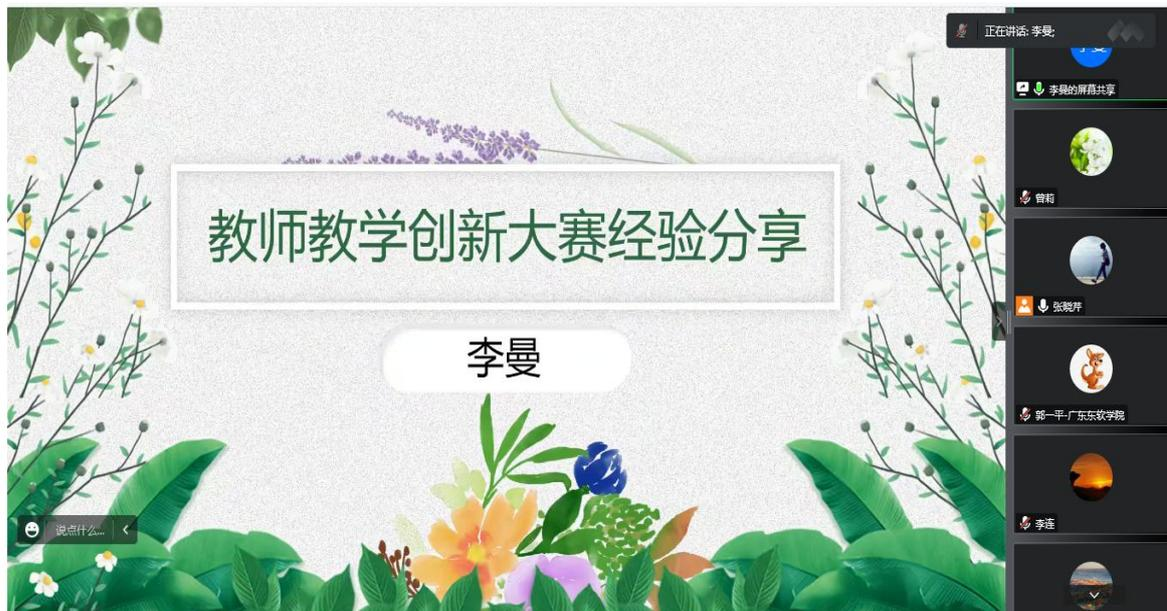 正在讲话: 李曼;
李曼的屏幕共享
教师教学创新大赛经验分享
李曼
曾莉
张晓芹
郭一平-广东东软学院
李连
说点什么...